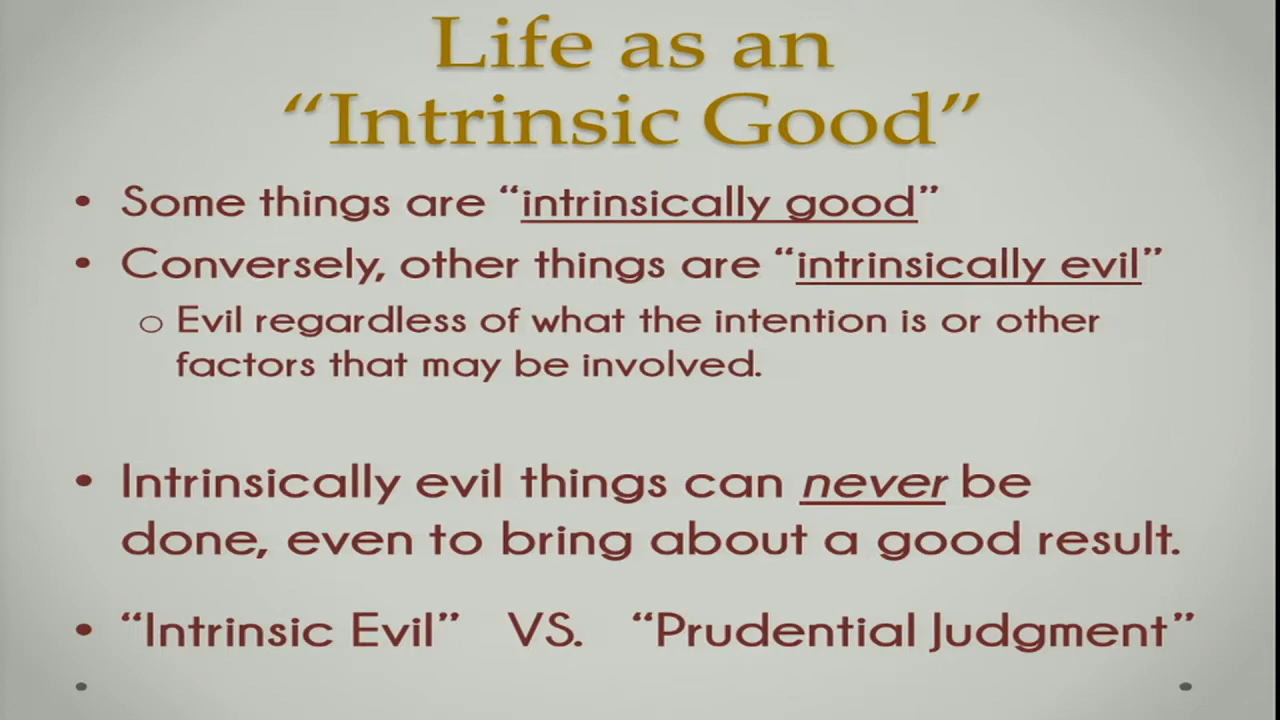 Life as an
“Intrinsic Good”
• Some things are “intrinsically good”
• Conversely, other things are “intrinsically evil”
o Evil regardless of what the intention is or other
factors that may be involved.
• Intrinsically evil things can never be
done, even to bring about a good result.
• “Intrinsic Evil” VS. “Prudential Judgment”